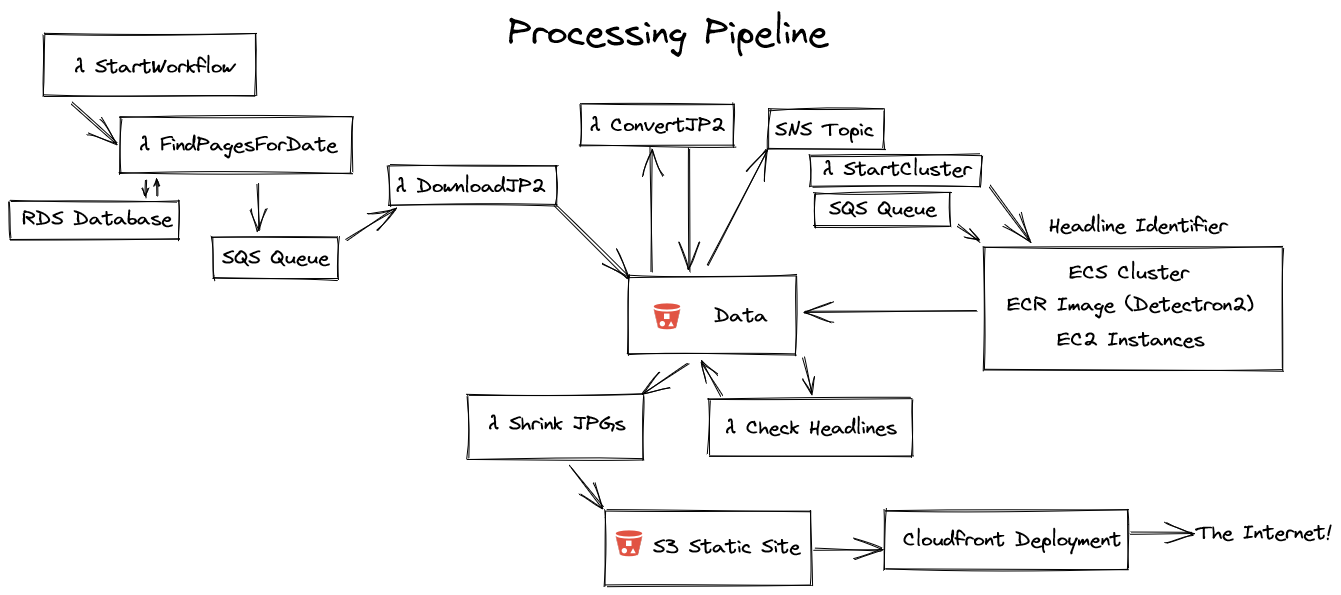 Processing Pipeline
λ StartWorkflow
λ FindPagesForDate
RDS Database
SQS Queue
λ DownloadJP2
λ ConvertJP2
SNS Topic
λ StartCluster
SQS Queue
Headline Identifier
ECS Cluster
ECR Image (Detectron2)
EC2 Instances
Data
λ Shrink JPGs
λ Check Headlines
S3 Static Site
Cloudfront Deployment
The Internet!